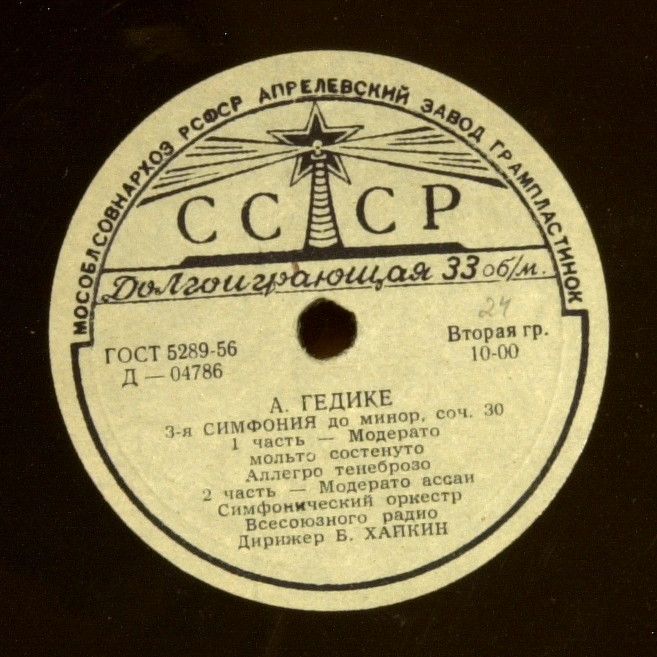 МОСОБЛСОВНАРХОЗ РСФСР АПРЕЛЕВСКИЙ ЗАВОД ГРАМПЛАСТИНОК
СССР
Долгоиграющая 33 об/м.
24
ГОСТ 5289-56
Д — 04786
Вторая гр.
10-00
А. ГЕДИКЕ
3-я СИМФОНИЯ до минор, соч. 30
1 часть — Модерато
мольто состенуто
Аллегро тенеброзо
2 часть — Модерато ассаи
Симфонический оркестр
Всесоюзного радио
Дирижер Б. ХАЙКИН